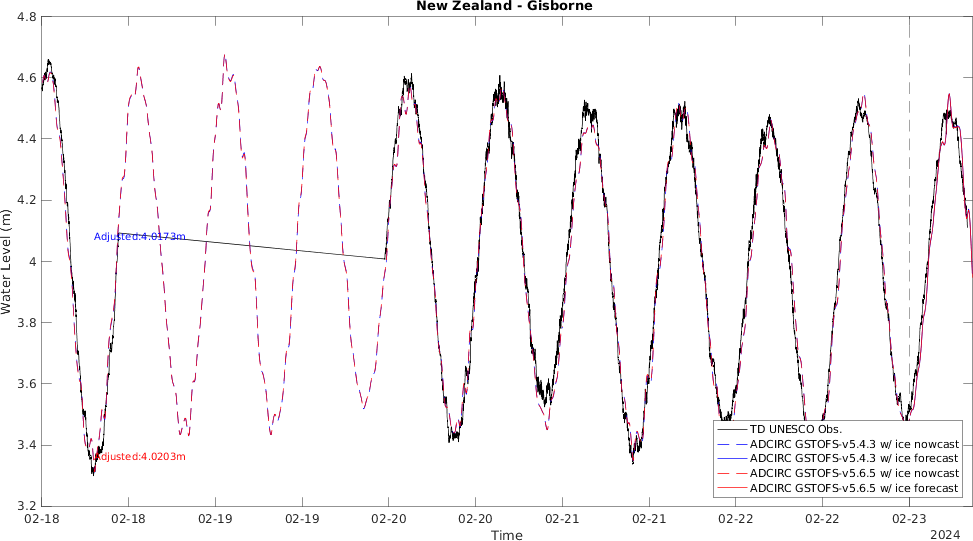 New Zealand - Gisborne
4.8
4.6
4.4
4.2
4
3.8
3.6
3.4
3.2
Water Level (m)
Adjusted:4.0173m
Adjusted:4.0203m
TD UNESCO Obs.
ADCIRC GSTOFS-v5.4.3 w/ ice nowcast
ADCIRC GSTOFS-v5.4.3 w/ ice forecast
ADCIRC GSTOFS-v5.6.5 w/ ice nowcast
ADCIRC GSTOFS-v5.6.5 w/ ice forecast
02-18 02-18 02-19 02-19 02-20 02-20 02-21 02-21 02-22 02-22 02-23
Time
2024